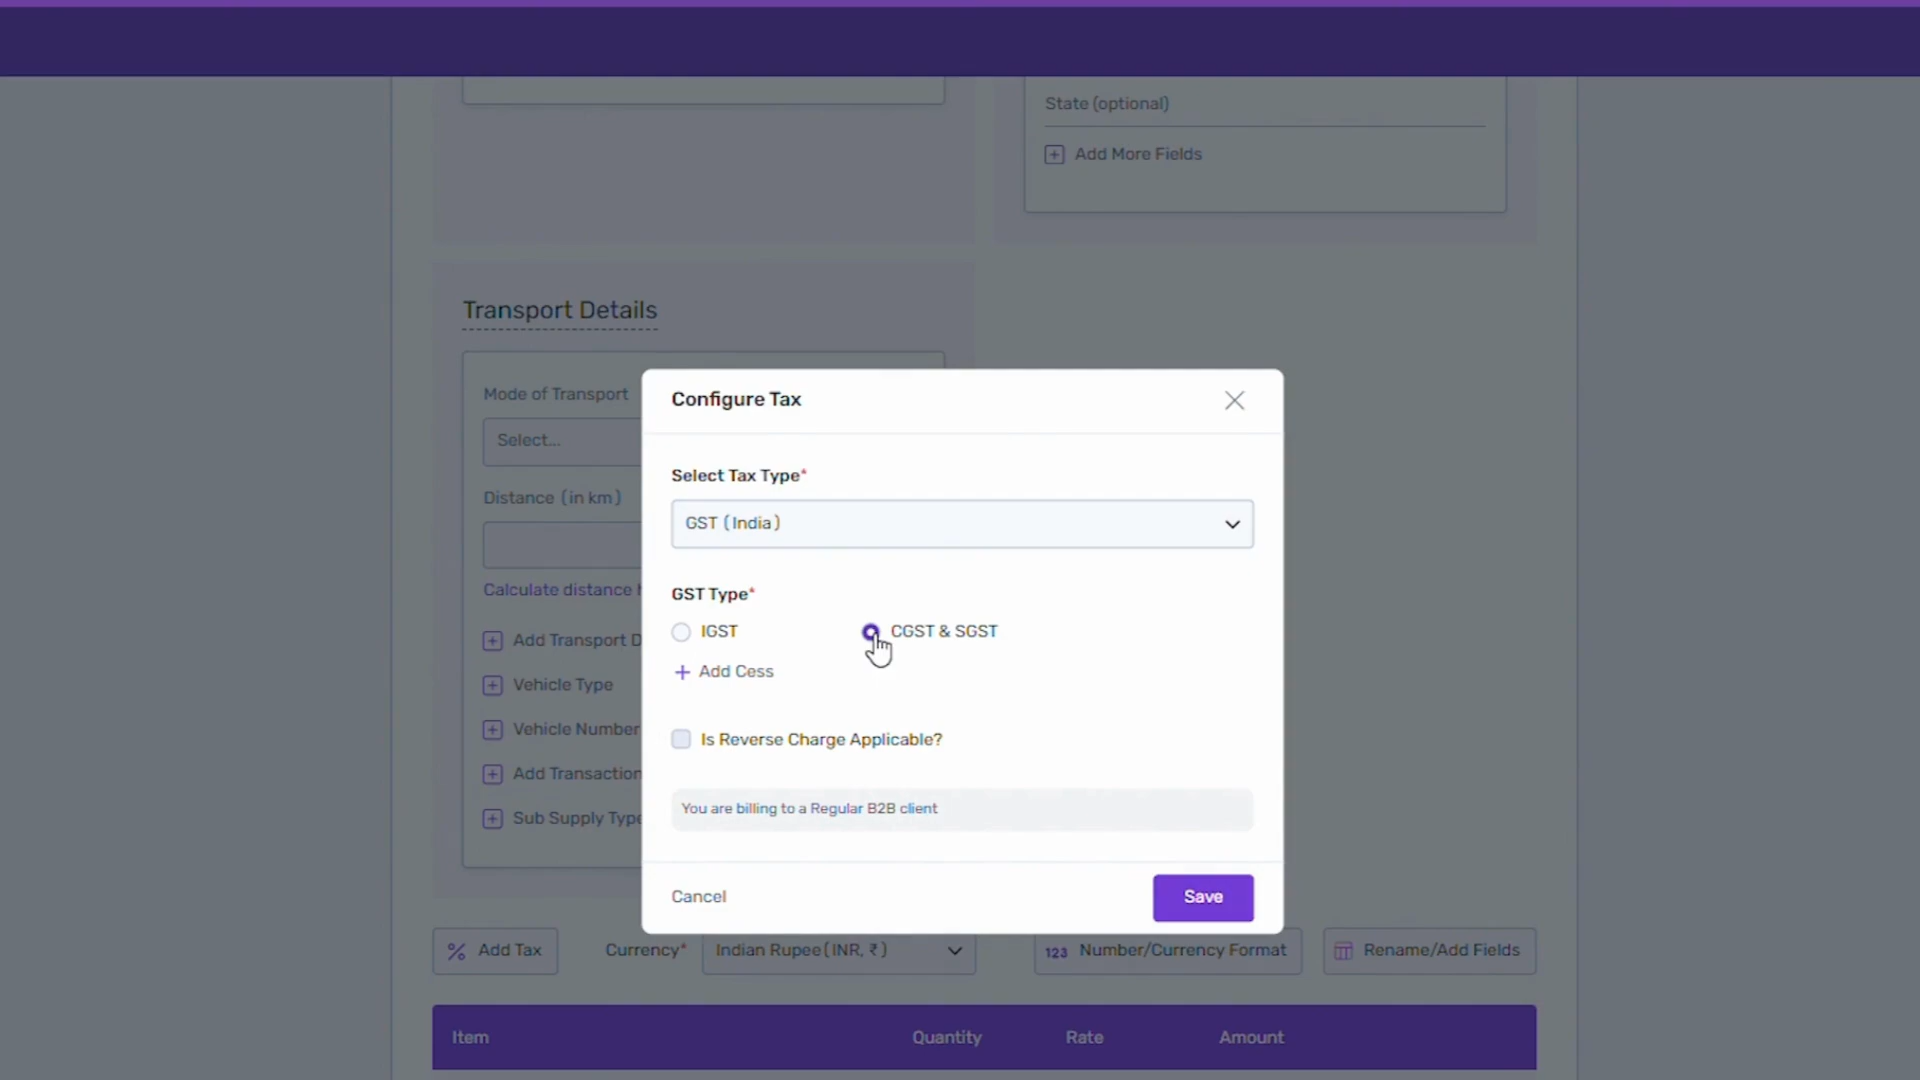 State (optional)
Add More Fields
Transport Details
Mode of Transport
Select...
Distance (in km)
Calculate distance
Add Transport
Vehicle Type
Vehicle Number
Add Transaction
Sub Supply Type
Configure Tax
Select Tax Type*
GST (India)
GST Type*
IGST
CGST & SGST
+ Add Cess
Is Reverse Charge Applicable?
You are billing to a Regular B2B client
Cancel
Save
% Add Tax
Currency*
Indian Rupee (INR, ₹)
123 Number/Currency Format
Rename/Add Fields
Item
Quantity
Rate
Amount